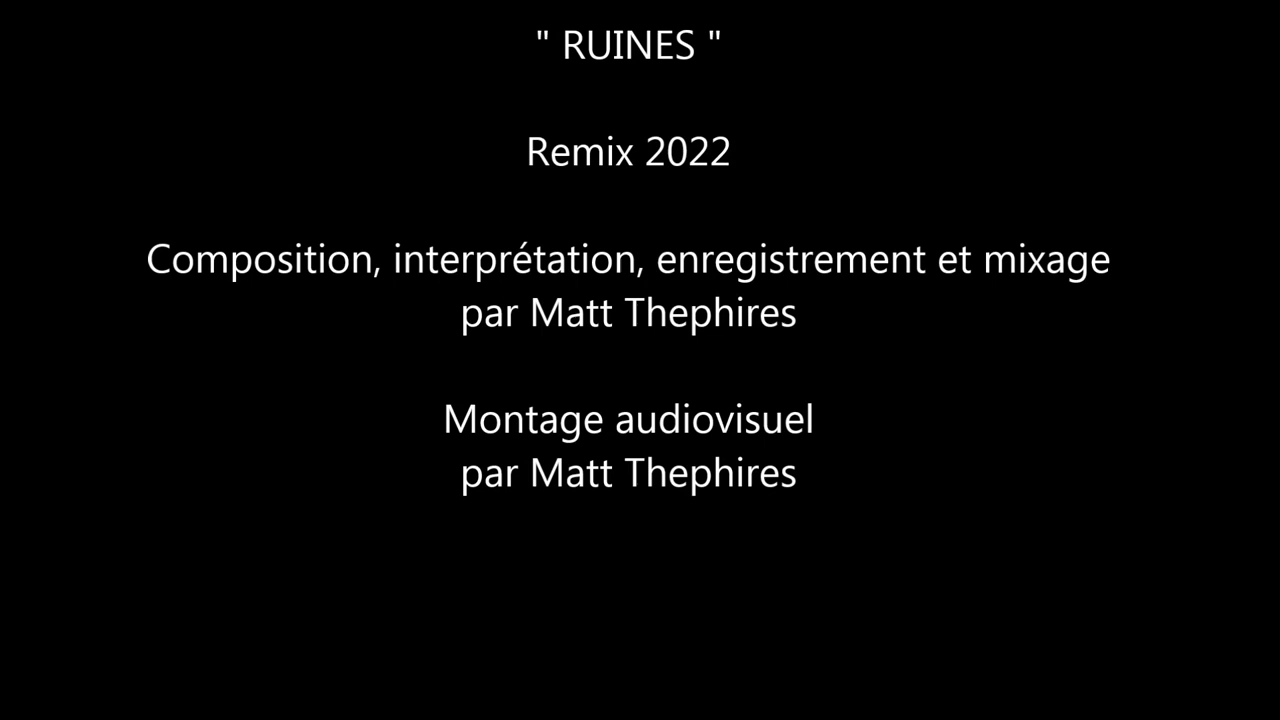 " RUINES "
Remix 2022
Composition, interprétation, enregistrement et mixage
par Matt Thephires
Montage audiovisuel
par Matt Thephires